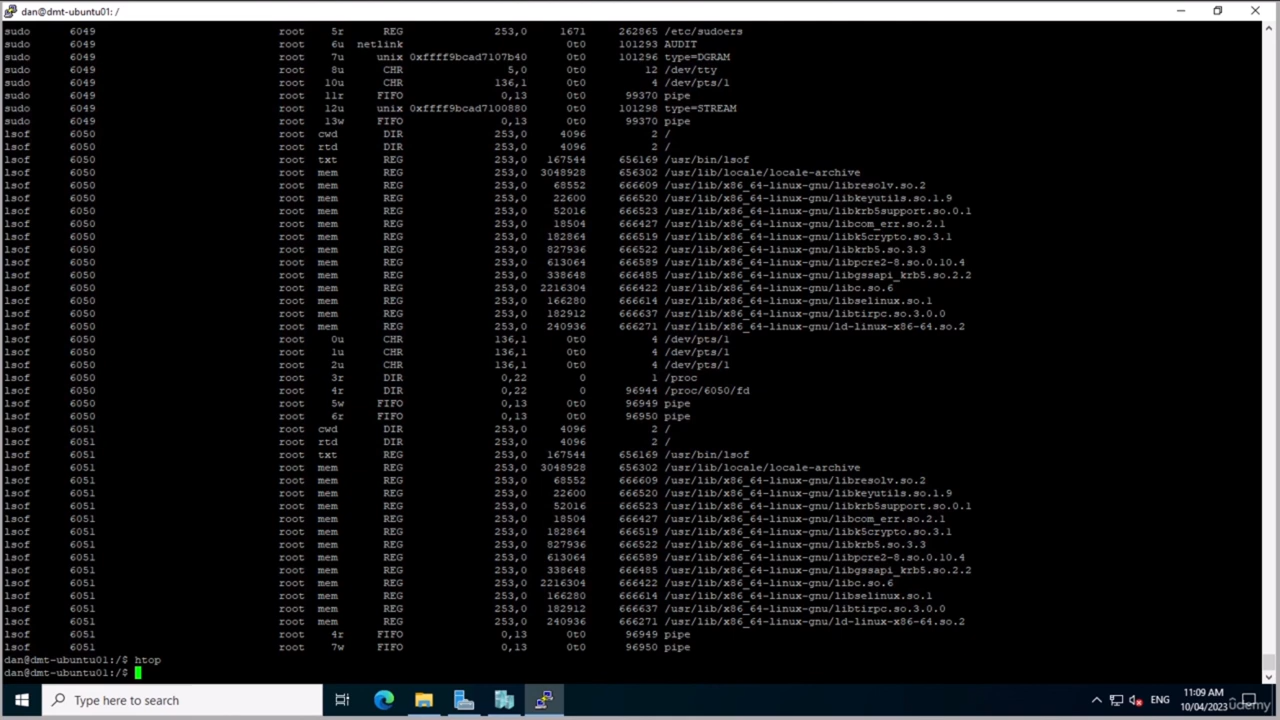 dan@dmt-ubuntu01: /
sudo 6049 root 5r REG 253,0 1671 262865 /etc/sudoers
sudo 6049 root 6u netlink 0t0 101293 AUDIT
sudo 6049 root 7u unix 0xffff9bcad7107b40 0t0 101296 type=DGRAM
sudo 6049 root 8u CHR 5,0 0t0 12 /dev/tty
sudo 6049 root 10u CHR 136,1 0t0 4 /dev/pts/1
sudo 6049 root 11r FIFO 0,13 0t0 99370 pipe
sudo 6049 root 12u unix 0xffff9bcad7100880 0t0 101298 type=STREAM
sudo 6049 root 13w FIFO 0,13 0t0 99370 pipe
lsof 6050 root cwd DIR 253,0 4096 2 /
lsof 6050 root rtd DIR 253,0 4096 2 /
lsof 6050 root txt REG 253,0 167544 656169 /usr/bin/lsof
lsof 6050 root mem REG 253,0 3048928 656302 /usr/lib/locale/locale-archive
lsof 6050 root mem REG 253,0 68552 666609 /usr/lib/x86_64-linux-gnu/libresolv.so.2
lsof 6050 root mem REG 253,0 22600 666520 /usr/lib/x86_64-linux-gnu/libkeyutils.so.1.9
lsof 6050 root mem REG 253,0 52016 666523 /usr/lib/x86_64-linux-gnu/libkrb5support.so.0.1
lsof 6050 root mem REG 253,0 18504 666427 /usr/lib/x86_64-linux-gnu/libcom_err.so.2.1
lsof 6050 root mem REG 253,0 182864 666519 /usr/lib/x86_64-linux-gnu/libk5crypto.so.3.1
lsof 6050 root mem REG 253,0 827936 666522 /usr/lib/x86_64-linux-gnu/libkrb5.so.3.3
lsof 6050 root mem REG 253,0 613064 666589 /usr/lib/x86_64-linux-gnu/libpcre2-8.so.0.10.4
lsof 6050 root mem REG 253,0 338648 666485 /usr/lib/x86_64-linux-gnu/libgssapi_krb5.so.2.2
lsof 6050 root mem REG 253,0 2216304 666422 /usr/lib/x86_64-linux-gnu/libc.so.6
lsof 6050 root mem REG 253,0 166280 666614 /usr/lib/x86_64-linux-gnu/libselinux.so.1
lsof 6050 root mem REG 253,0 182912 666637 /usr/lib/x86_64-linux-gnu/libtirpc.so.3.0.0
lsof 6050 root mem REG 253,0 240936 666271 /usr/lib/x86_64-linux-gnu/ld-linux-x86-64.so.2
lsof 6050 root 0u CHR 136,1 0t0 4 /dev/pts/1
lsof 6050 root 1u CHR 136,1 0t0 4 /dev/pts/1
lsof 6050 root 2u CHR 136,1 0t0 4 /dev/pts/1
lsof 6050 root 3r DIR 0,22 0 1 /proc
lsof 6050 root 4r DIR 0,22 0 96944 /proc/6050/fd
lsof 6050 root 5w FIFO 0,13 0t0 96949 pipe
lsof 6050 root 6r FIFO 0,13 0t0 96950 pipe
lsof 6051 root cwd DIR 253,0 4096 2 /
lsof 6051 root rtd DIR 253,0 4096 2 /
lsof 6051 root txt REG 253,0 167544 656169 /usr/bin/lsof
lsof 6051 root mem REG 253,0 3048928 656302 /usr/lib/locale/locale-archive
lsof 6051 root mem REG 253,0 68552 666609 /usr/lib/x86_64-linux-gnu/libresolv.so.2
lsof 6051 root mem REG 253,0 22600 666520 /usr/lib/x86_64-linux-gnu/libkeyutils.so.1.9
lsof 6051 root mem REG 253,0 52016 666523 /usr/lib/x86_64-linux-gnu/libkrb5support.so.0.1
lsof 6051 root mem REG 253,0 18504 666427 /usr/lib/x86_64-linux-gnu/libcom_err.so.2.1
lsof 6051 root mem REG 253,0 182864 666519 /usr/lib/x86_64-linux-gnu/libk5crypto.so.3.1
lsof 6051 root mem REG 253,0 827936 666522 /usr/lib/x86_64-linux-gnu/libkrb5.so.3.3
lsof 6051 root mem REG 253,0 613064 666589 /usr/lib/x86_64-linux-gnu/libpcre2-8.so.0.10.4
lsof 6051 root mem REG 253,0 338648 666485 /usr/lib/x86_64-linux-gnu/libgssapi_krb5.so.2.2
lsof 6051 root mem REG 253,0 2216304 666422 /usr/lib/x86_64-linux-gnu/libc.so.6
lsof 6051 root mem REG 253,0 166280 666614 /usr/lib/x86_64-linux-gnu/libselinux.so.1
lsof 6051 root mem REG 253,0 182912 666637 /usr/lib/x86_64-linux-gnu/libtirpc.so.3.0.0
lsof 6051 root mem REG 253,0 240936 666271 /usr/lib/x86_64-linux-gnu/ld-linux-x86-64.so.2
lsof 6051 root 4r FIFO 0,13 0t0 96949 pipe
lsof 6051 root 7w FIFO 0,13 0t0 96950 pipe
dan@dmt-ubuntu01:/$ htop
dan@dmt-ubuntu01:/$
Type here to search
ENG
11:09 AM
10/04/2023
udemy